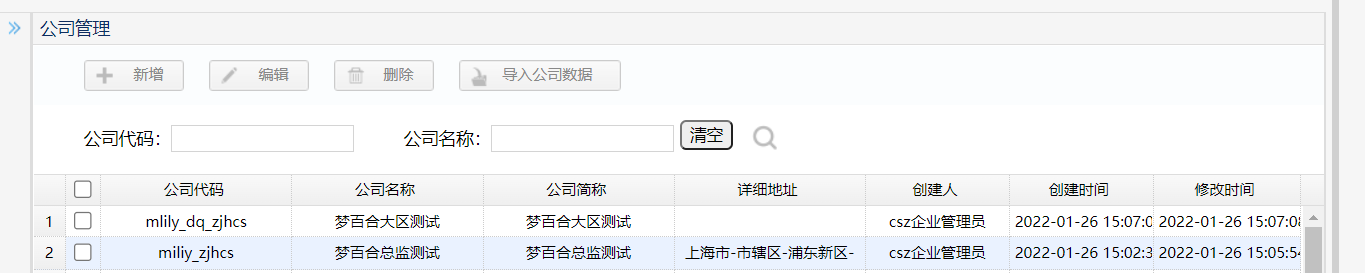 公司管理
新增 编辑 删除 导入公司数据
公司代码： 公司名称： 清空
公司代码 公司名称 公司简称 详细地址 创建人 创建时间 修改时间
1 mlily_dq_zjhcs 梦百合大区测试 梦百合大区测试 csz企业管理员 2022-01-26 15:07:0 2022-01-26 15:07:08
2 miliy_zjhcs 梦百合总监测试 梦百合总监测试 上海市-市辖区-浦东新区- csz企业管理员 2022-01-26 15:02:3 2022-01-26 15:05:54